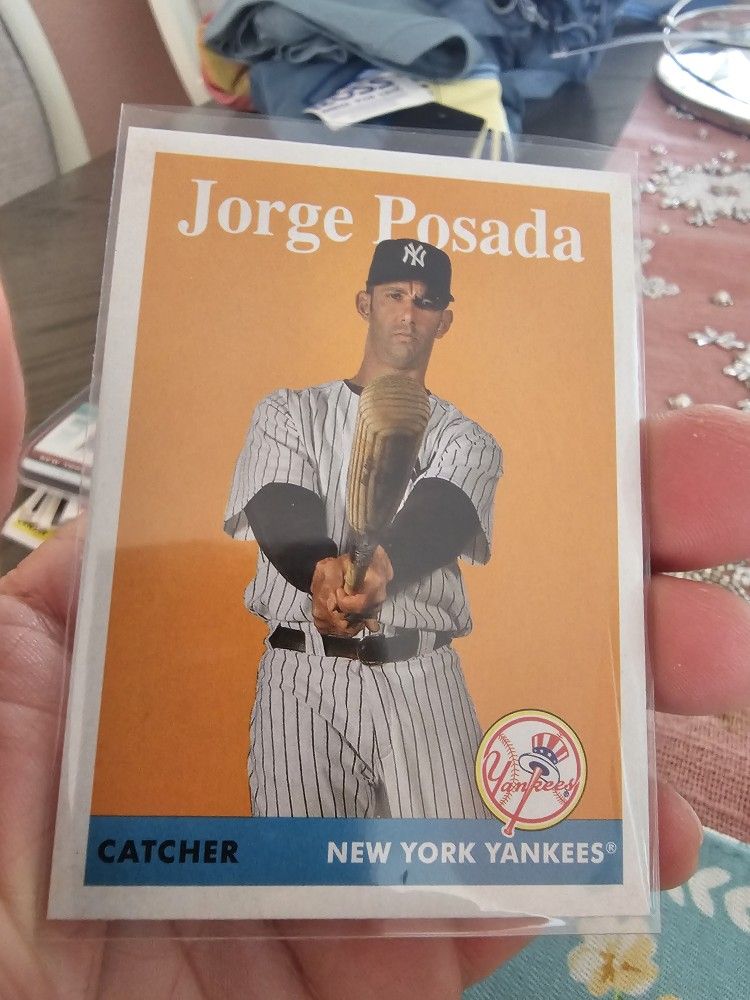 Jorge Posada
NY
Yankees
CATCHER
NEW YORK YANKEES®